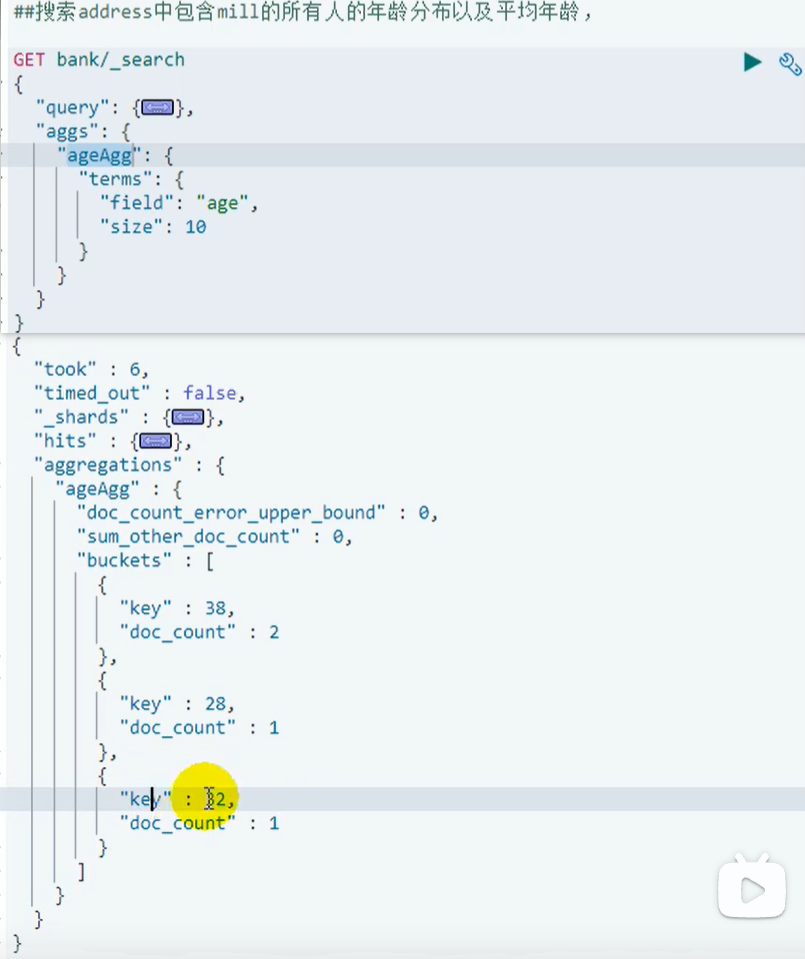 ##搜索address中包含mill的所有人的年龄分布以及平均年龄，
GET bank/_search
{
"query": {},
"aggs": {
"ageAgg": {
"terms": {
"field": "age",
"size": 10
}
}
}
}
{
"took" : 6,
"timed_out" : false,
"_shards" : {},
"hits" : {},
"aggregations" : {
"ageAgg" : {
"doc_count_error_upper_bound" : 0,
"sum_other_doc_count" : 0,
"buckets" : [
{
"key" : 38,
"doc_count" : 2
},
{
"key" : 28,
"doc_count" : 1
},
{
"key" :
"doc_count" : 1
}
]
}
}
}